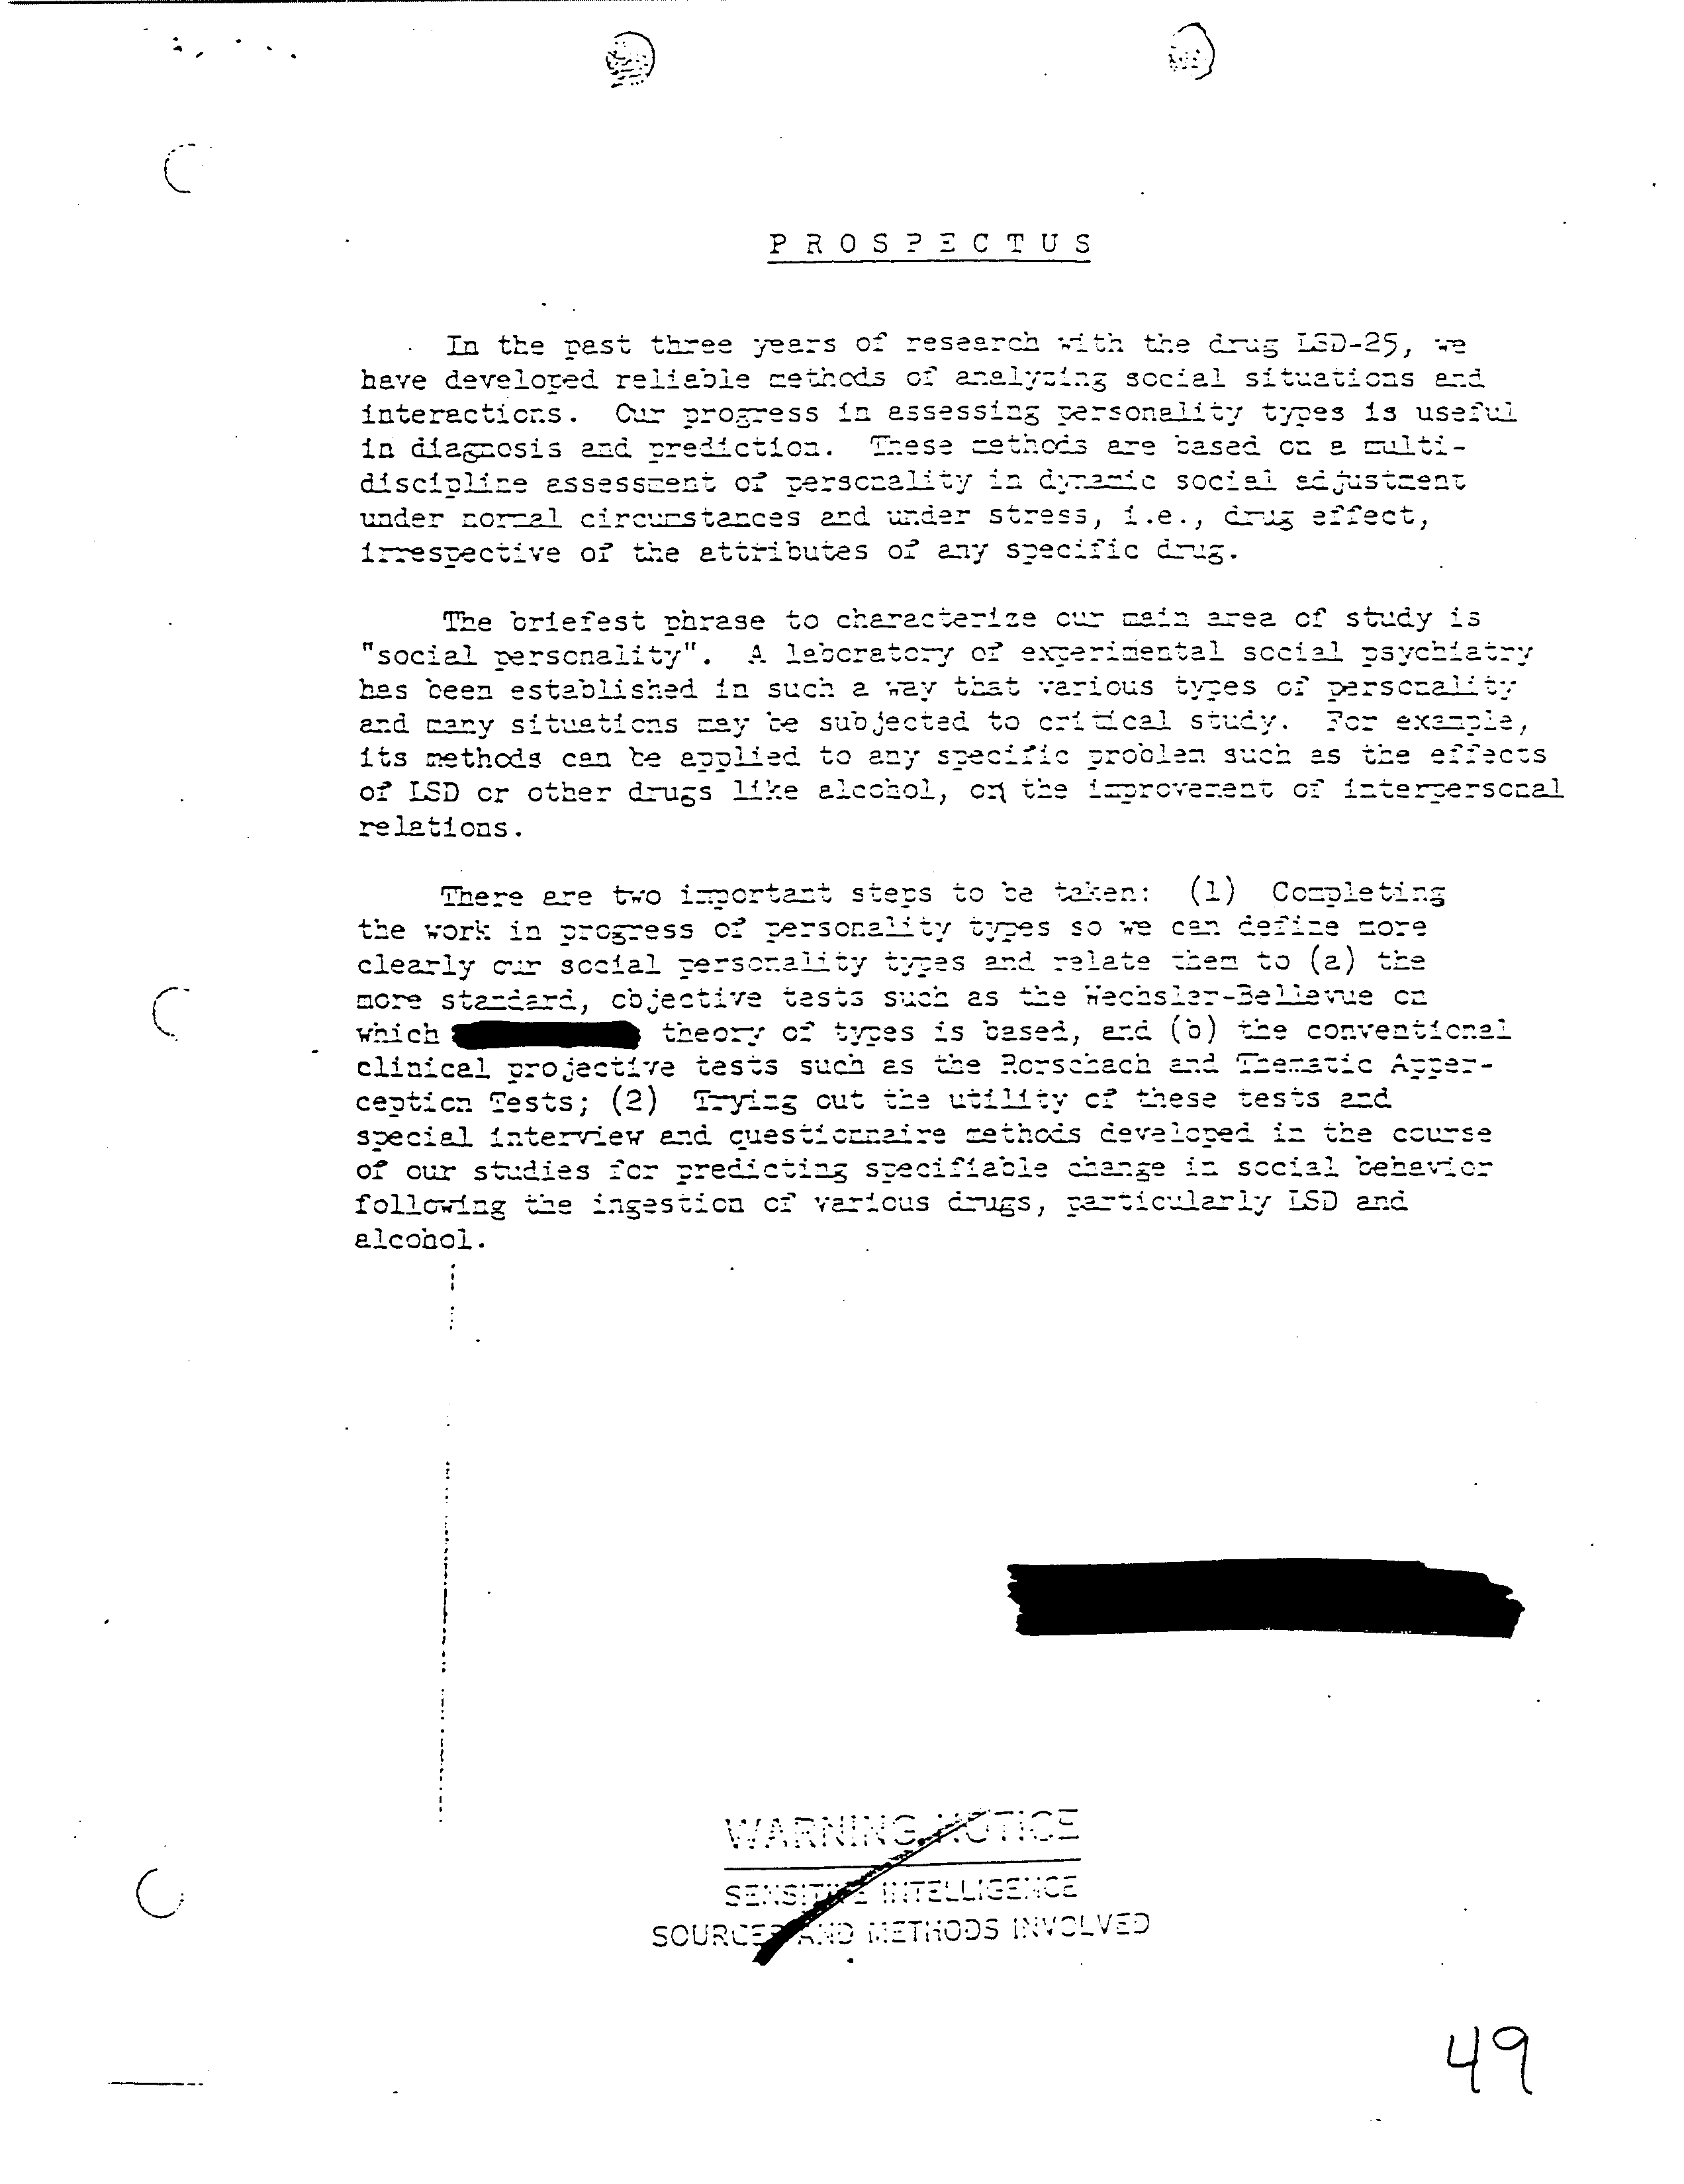 PROSPECTUS
In the past three years of research with the drug LSD-25, we
have developed reliable methods of analyzing social situations and
interactions. Our progress in assessing personality types is useful
in diagnosis and prediction. These methods are based on a multi-
discipline assessment of personality in dynamic social adjustment
under normal circumstances and under stress, i.e., drug effect,
irrespective of the attributes of any specific drug.
The briefest phrase to characterize our main area of study is
"social personality". A laboratory of experimental social psychiatry
has been established in such a way that various types of personality
and many situations may be subjected to critical study. For example,
its methods can be applied to any specific problem such as the effects
of LSD or other drugs like alcohol, on the improvement of interpersonal
relations.
There are two important steps to be taken: (1) Completing
the work in progress of personality types so we can define more
clearly our social personality types and relate them to (a) the
more standard, objective tests such as the Wechsler-Bellevue on
which theory of types is based, and (b) the conventional
clinical projective tests such as the Rorschach and Thematic Apper-
ception Tests; (2) Trying out the utility of these tests and
special interview and questionnaire methods developed in the course
of our studies for predicting specifiable change in social behavior
following the ingestion of various drugs, particularly LSD and
alcohol.
WARNING NOTICE
SENSITIVE INTELLIGENCE
SOURCES AND METHODS INVOLVED
49